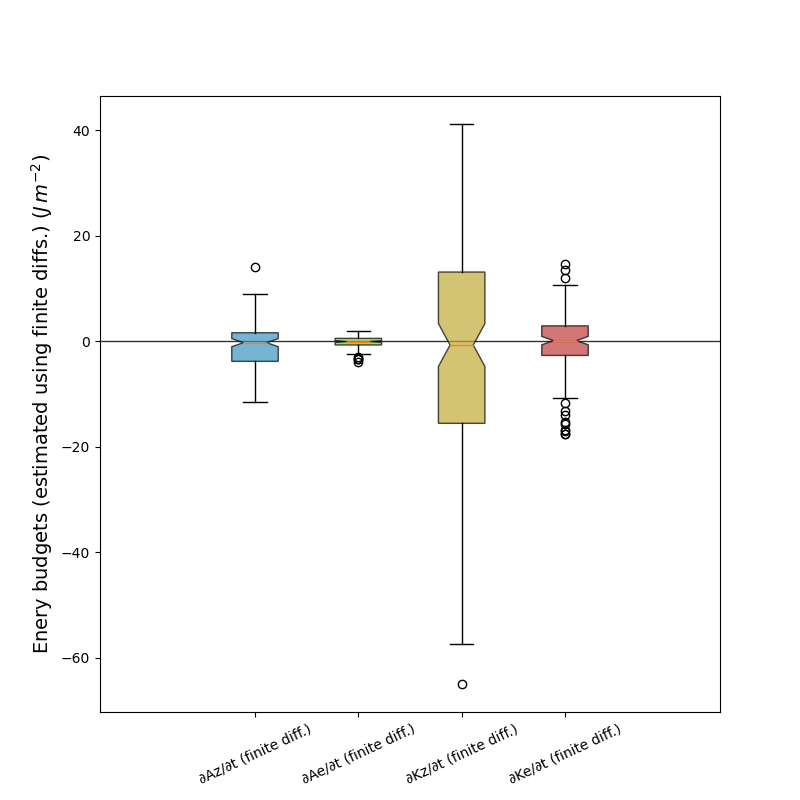 Enery budgets (estimated using finite diffs.) (J m⁻²)
40
20
0
−20
−40
−60
∂Az/∂t (finite diff.)
∂Ae/∂t (finite diff.)
∂Kz/∂t (finite diff.)
∂Ke/∂t (finite diff.)